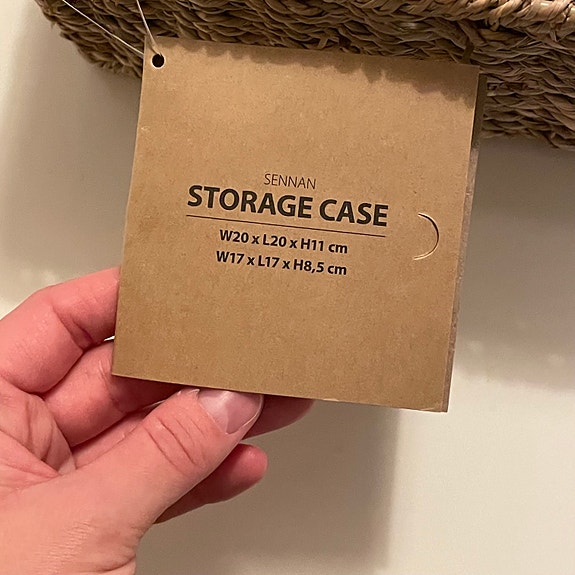 SENNAN
STORAGE CASE
W20 x L20 x H11 cm
W17 x L17 x H8,5 cm